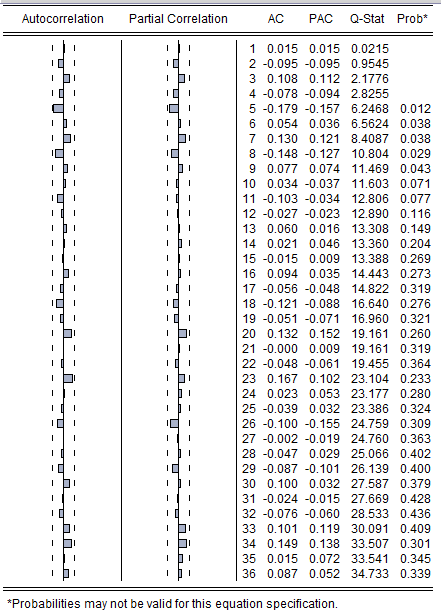 Autocorrelation Partial Correlation AC PAC Q-Stat Prob*
1 0.015 0.015 0.0215
2 -0.095 -0.095 0.9545
3 0.108 0.112 2.1776
4 -0.078 -0.094 2.8255
5 -0.179 -0.157 6.2468 0.012
6 0.054 0.036 6.5624 0.038
7 0.130 0.121 8.4087 0.038
8 -0.148 -0.127 10.804 0.029
9 0.077 0.074 11.469 0.043
10 0.034 -0.037 11.603 0.071
11 -0.103 -0.034 12.806 0.077
12 -0.027 -0.023 12.890 0.116
13 0.060 0.016 13.308 0.149
14 0.021 0.046 13.360 0.204
15 -0.015 0.009 13.388 0.269
16 0.094 0.035 14.443 0.273
17 -0.056 -0.048 14.822 0.319
18 -0.121 -0.088 16.640 0.276
19 -0.051 -0.071 16.960 0.321
20 0.132 0.152 19.161 0.260
21 -0.000 0.009 19.161 0.319
22 -0.048 -0.061 19.455 0.364
23 0.167 0.102 23.104 0.233
24 0.023 0.053 23.177 0.280
25 -0.039 0.032 23.386 0.324
26 -0.100 -0.155 24.759 0.309
27 -0.002 -0.019 24.760 0.363
28 -0.047 0.029 25.066 0.402
29 -0.087 -0.101 26.139 0.400
30 0.100 0.032 27.587 0.379
31 -0.024 -0.015 27.669 0.428
32 -0.076 -0.060 28.533 0.436
33 0.101 0.119 30.091 0.409
34 0.149 0.138 33.507 0.301
35 0.015 0.072 33.541 0.345
36 0.087 0.052 34.733 0.339
*Probabilities may not be valid for this equation specification.